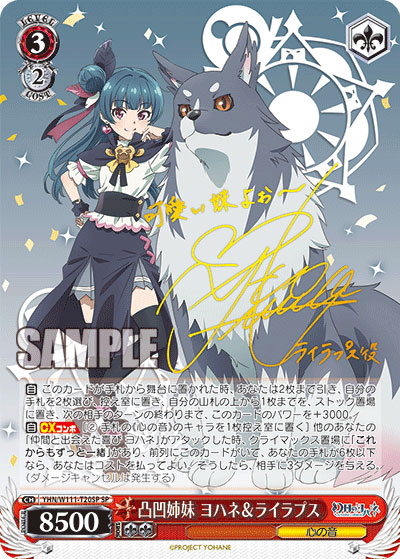 LEVEL
3
2
COST
可愛い妹よぉ〜
ライラプス役
SAMPLE
自 このカードが手札から舞台に置かれた時、あなたは2枚まで引き、自分の
手札を2枚選び、控え室に置き、自分の山札の上から1枚までを、ストック置場
に置き、次の相手のターンの終わりまで、このカードのパワーを+3000。
自 CXコンボ [② 手札の《心の音》のキャラを1枚控え室に置く] 他のあなたの
「仲間と出会えた喜び ヨハネ」がアタックした時、クライマックス置場に「これ
からもずっと一緒」があり、前列にこのカードがいて、あなたの手札が6枚以下
なら、あなたはコストを払ってよい。そうしたら、相手に3ダメージを与える。
(ダメージキャンセルは発生する)
CH YHN/W111-T20SP SP 凸凹姉妹 ヨハネ&ライラプス
8500
心の音
©PROJECT YOHANE